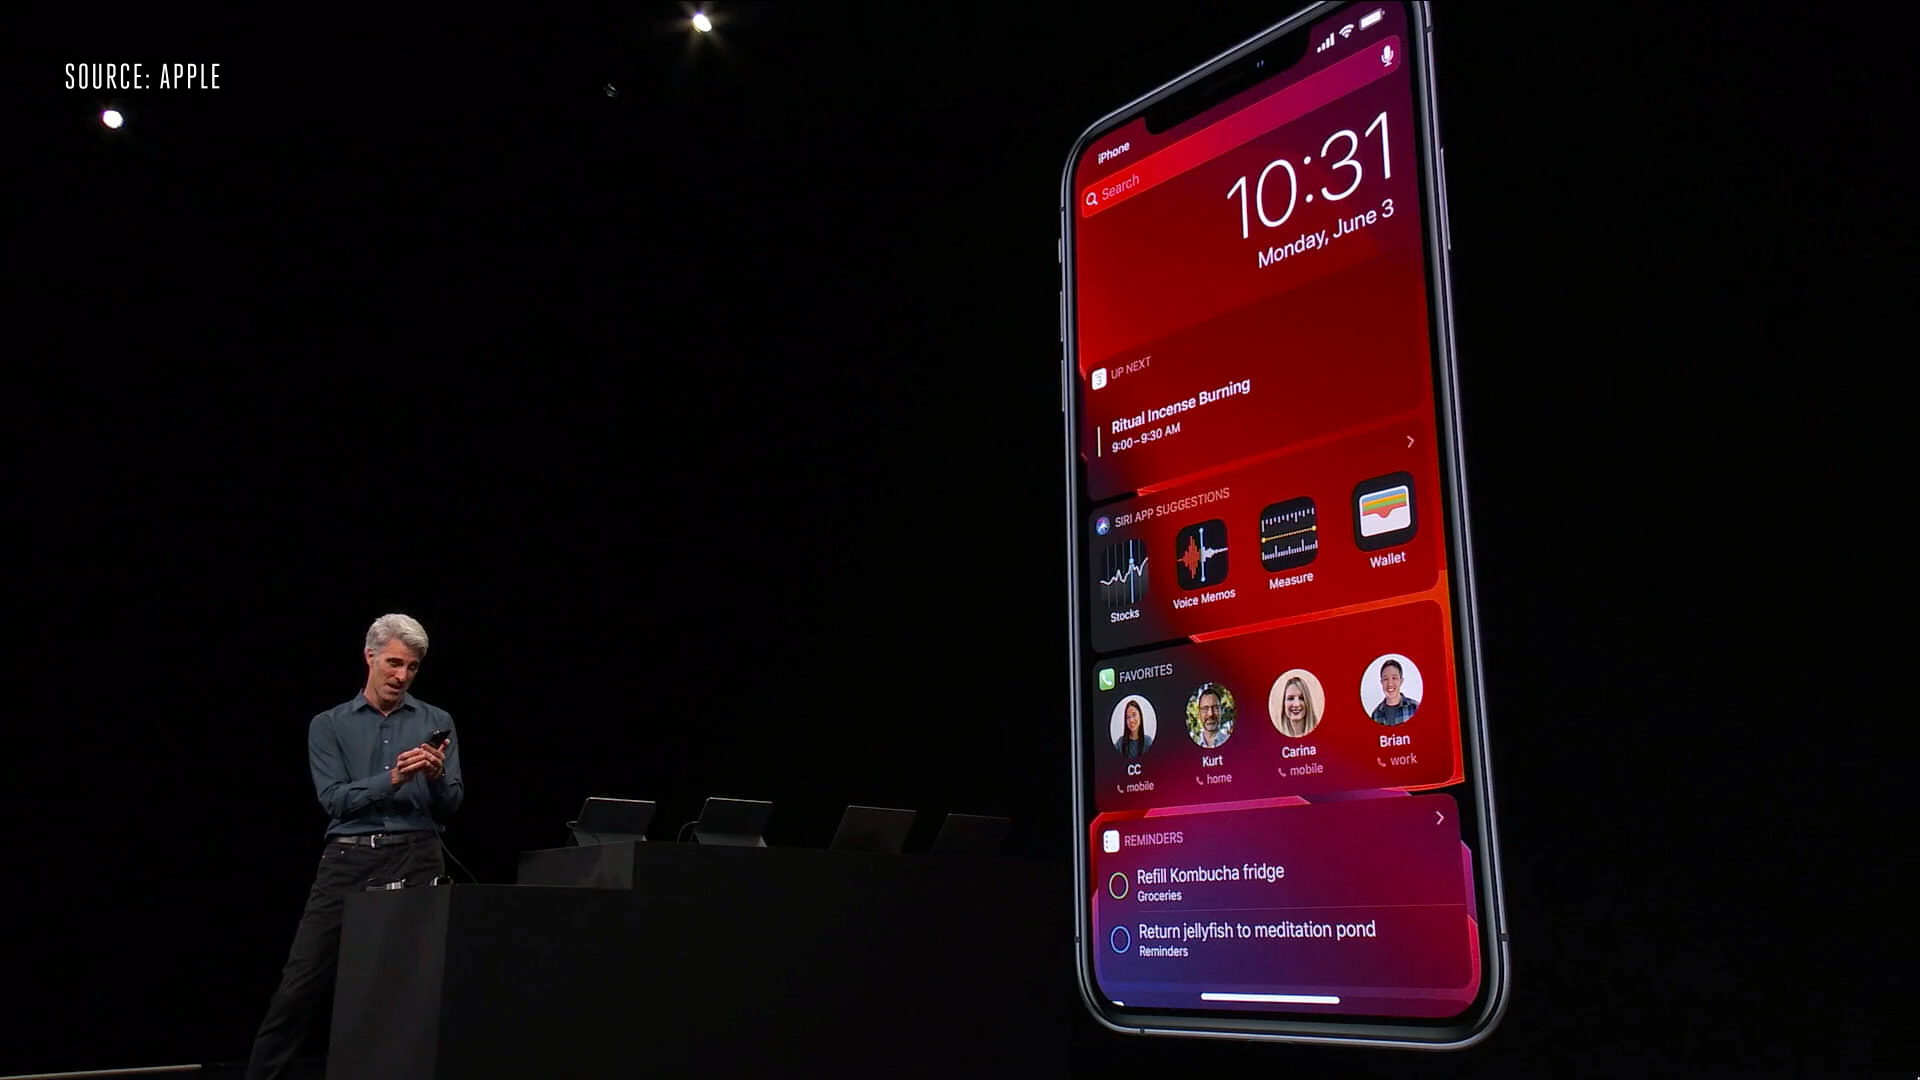 SOURCE: APPLE
iPhone
Search
10:31
Monday, June 3
UP NEXT
Ritual Incense Burning
9:00–9:30 AM
SIRI APP SUGGESTIONS
Stocks
Voice Memos
Measure
Wallet
FAVORITES
CC
mobile
Kurt
home
Carina
mobile
Brian
work
REMINDERS
Refill Kombucha fridge
Groceries
Return jellyfish to meditation pond
Reminders